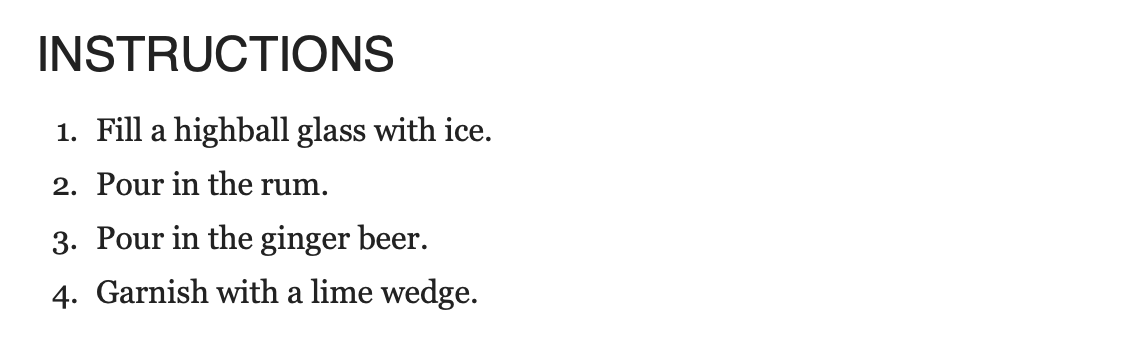 INSTRUCTIONS
1. Fill a highball glass with ice.
2. Pour in the rum.
3. Pour in the ginger beer.
4. Garnish with a lime wedge.